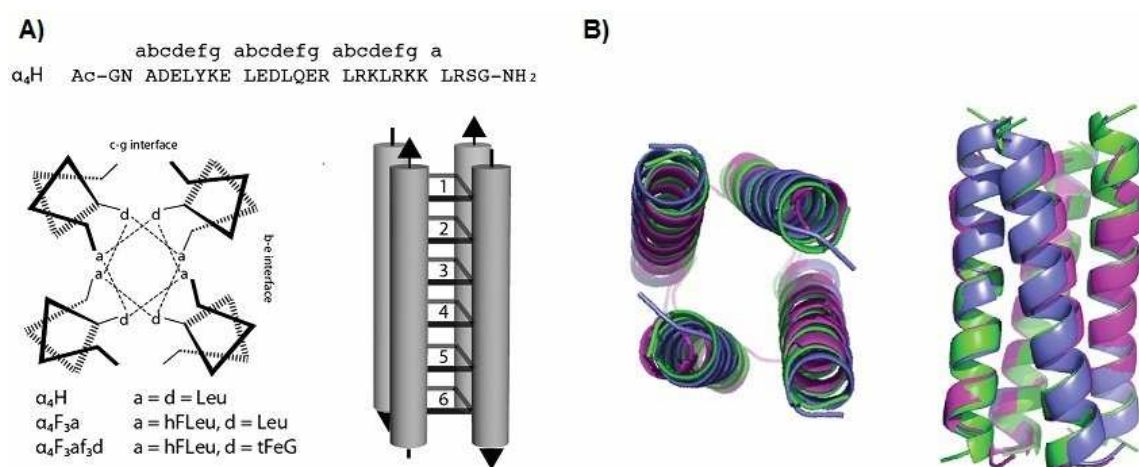 A)
abcdefg abcdefg abcdefg a
α₄H Ac-GN ADELYKE LEDLQER LRKLRKK LRSG-NH₂
c-g interface
d d
a a
a a
d d
b-e interface
1
2
3
4
5
6
α₄H a = d = Leu
α₄F₃a a = hFLeu, d = Leu
α₄F₃af₃d a = hFLeu, d = tFeG
B)